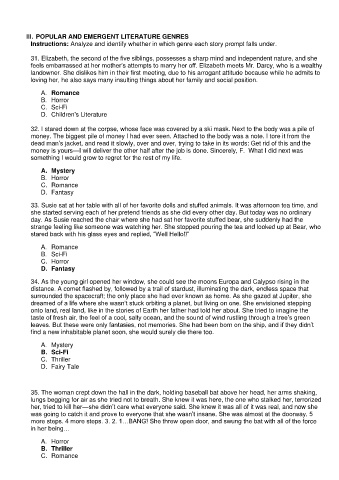 III. POPULAR AND EMERGENT LITERATURE GENRES
Instructions: Analyze and identify whether in which genre each story prompt falls under.
31. Elizabeth, the second of the five siblings, possesses a sharp mind and independent nature, and she
feels embarrassed at her mother's attempts to marry her off. Elizabeth meets Mr. Darcy, who is a wealthy
landowner. She dislikes him in their first meeting, due to his arrogant attitude because while he admits to
loving her, he also says many insulting things about her family and social position.
A. Romance
B. Horror
C. Sci-Fi
D. Children's Literature
32. I stared down at the corpse, whose face was covered by a ski mask. Next to the body was a pile of
money. The biggest pile of money I had ever seen. Attached to the body was a note. I tore it from the
dead man's jacket, and read it slowly, over and over, trying to take in its words: Get rid of this and the
money is yours—I will deliver the other half after the job is done. Sincerely, F. What I did next was
something I would grow to regret for the rest of my life.
A. Mystery
B. Horror
C. Romance
D. Fantasy
33. Susie sat at her table with all of her favorite dolls and stuffed animals. It was afternoon tea time, and
she started serving each of her pretend friends as she did every other day. But today was no ordinary
day. As Susie reached the chair where she had sat her favorite stuffed bear, she suddenly had the
strange feeling like someone was watching her. She stopped pouring the tea and looked up at Bear, who
stared back with his glass eyes and replied, "Well Hello!!"
A. Romance
B. Sci-Fi
C. Horror
D. Fantasy
34. As the young girl opened her window, she could see the moons Europa and Calypso rising in the
distance. A comet flashed by, followed by a trail of stardust, illuminating the dark, endless space that
surrounded the spacecraft; the only place she had ever known as home. As she gazed at Jupiter, she
dreamed of a life where she wasn't stuck orbiting a planet, but living on one. She envisioned stepping
onto land, real land, like in the stories of Earth her father had told her about. She tried to imagine the
taste of fresh air, the feel of a cool, salty ocean, and the sound of wind rustling through a tree's green
leaves. But these were only fantasies, not memories. She had been born on the ship, and if they didn't
find a new inhabitable planet soon, she would surely die there too.
A. Mystery
B. Sci-Fi
C. Thriller
D. Fairy Tale
35. The woman crept down the hall in the dark, holding baseball bat above her head, her arms shaking,
lungs begging for air as she tried not to breath. She knew it was here, the one who stalked her, terrorized
her, tried to kill her—she didn't care what everyone said. She knew it was all of it was real, and now she
was going to catch it and prove to everyone that she wasn't insane. She was almost at the doorway. 5
more steps. 4 more steps. 3. 2. 1...BANG! She threw open door, and swung the bat with all of the force
in her being...
A. Horror
B. Thriller
C. Romance